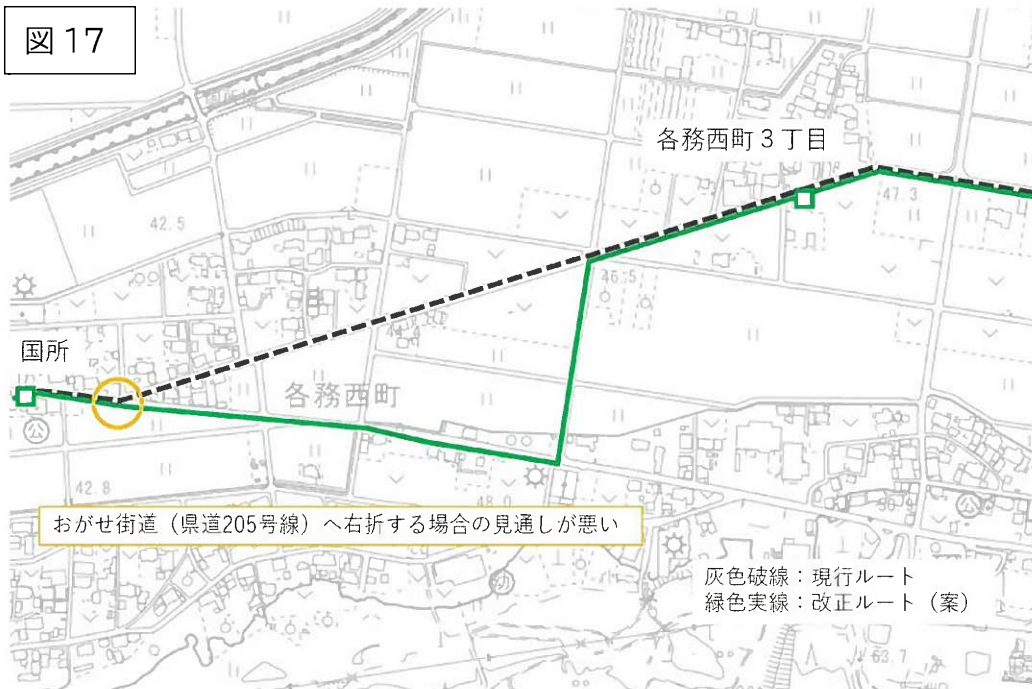 図17
各務西町3丁目
47.3
42.5
46.5
国所
各務西町
公
42.8
48.0
おがせ街道（県道205号線）へ右折する場合の見通しが悪い
公
灰色破線：現行ルート
緑色実線：改正ルート（案）
63.7